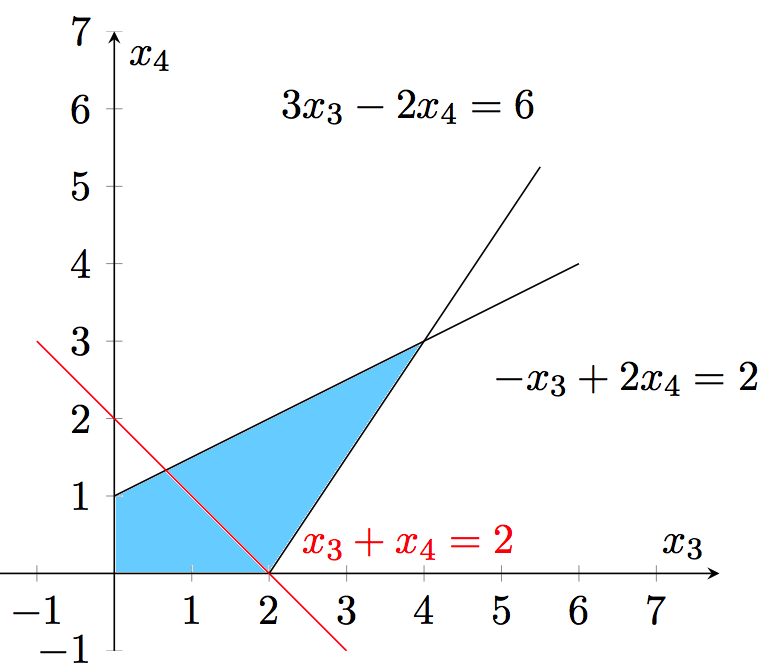 7
x₄
3x₃ − 2x₄ = 6
6
5
4
3
−x₃ + 2x₄ = 2
2
1
x₃ + x₄ = 2
x₃
−1 1 2 3 4 5 6 7
−1